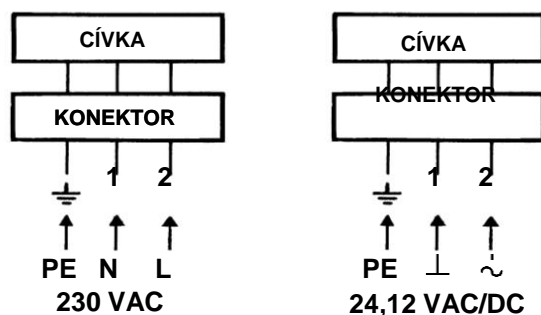 CÍVKA
KONEKTOR
1 2
PE N L
230 VAC
CÍVKA
KONEKTOR
1 2
PE ⊥ ~
24,12 VAC/DC